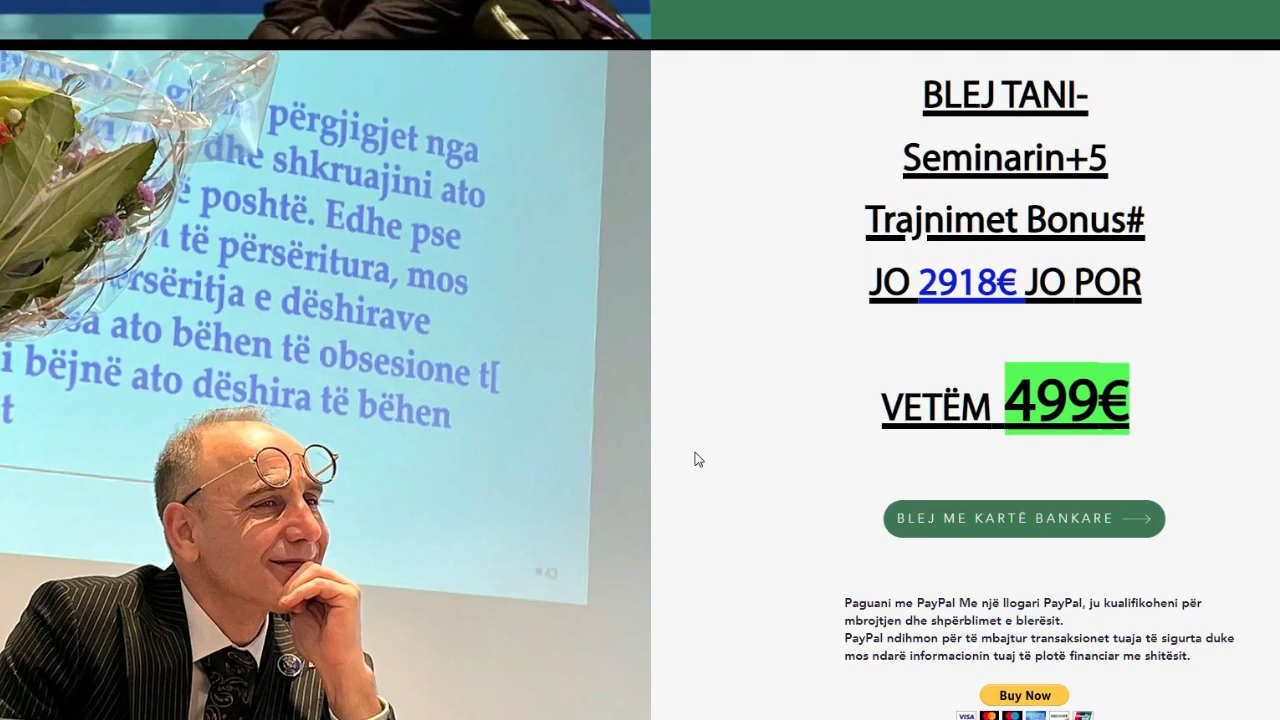 përgjigjet nga
dhe shkruajini ato
poshtë. Edhe pse
të përsëritura, mos
e dëshirave
ato bëhen të obsesione t[
i bëjnë ato dëshira të bëhen
t
43
BLEJ TANI-
Seminarin+5
Trajnimet Bonus#
JO 2918€ JO POR
VETËM 499€
BLEJ ME KARTË BANKARE
Paguani me PayPal Me një llogari PayPal, ju kualifikoheni për
mbrojtjen dhe shpërblimet e blerësit.
PayPal ndihmon për të mbajtur transaksionet tuaja të sigurta duke
mos ndarë informacionin tuaj të plotë financiar me shitësit.
Buy Now
VISA